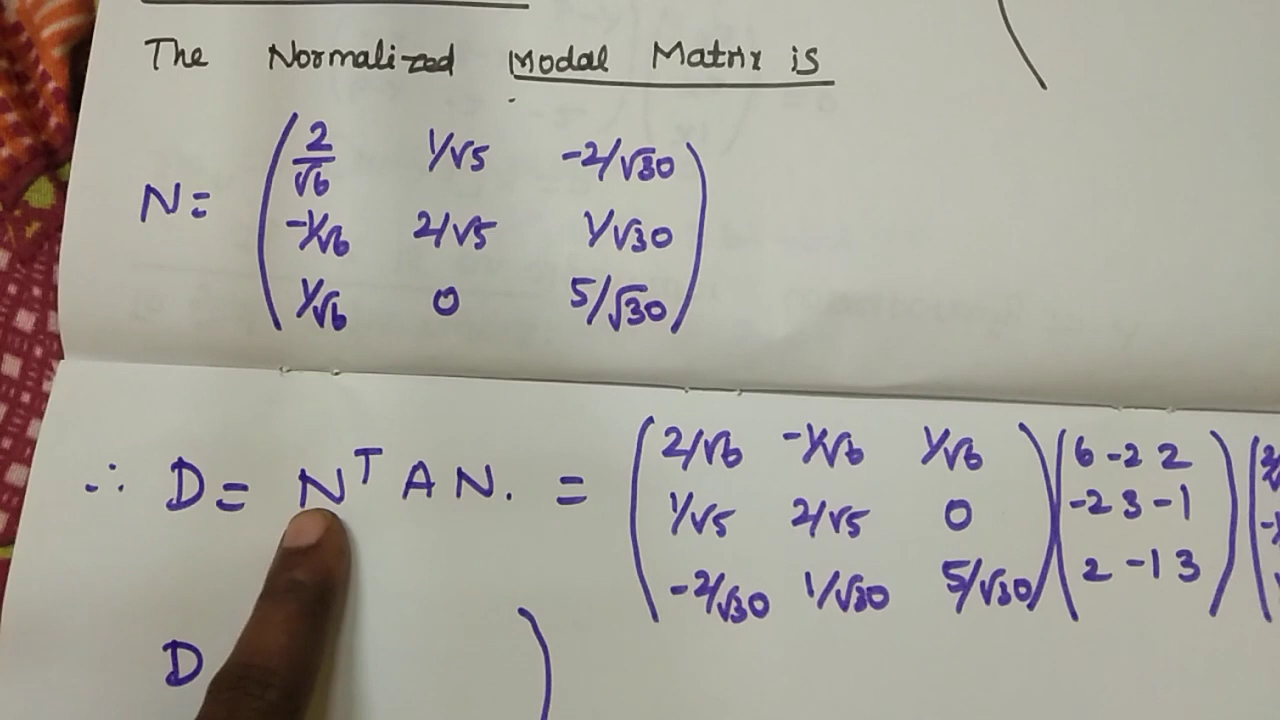 The Normalized Modal Matrix is
2/√6 1/√5 -2/√30
N= -1/√6 2/√5 1/√30
1/√6 0 5/√30
2/√6 -1/√6 1/√6 6 -2 2
∴ D = Nᵀ A N. = 1/√5 2/√5 0 -2 3 -1
-2/√30 1/√30 5/√30 2 -1 3
D